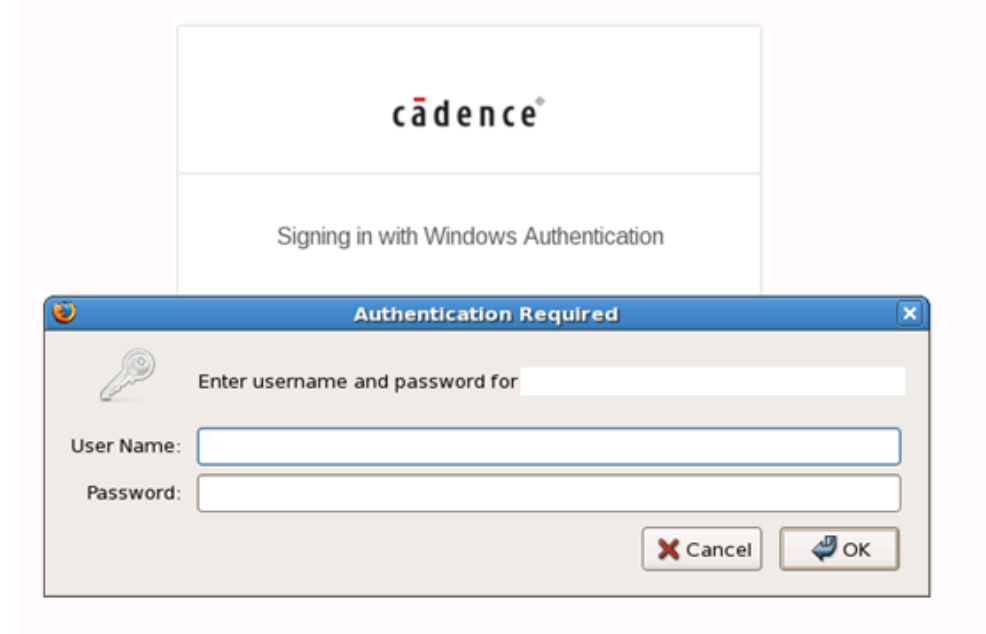 cādence®
Signing in with Windows Authentication
Authentication Required
Enter username and password for
User Name:
Password:
Cancel
OK